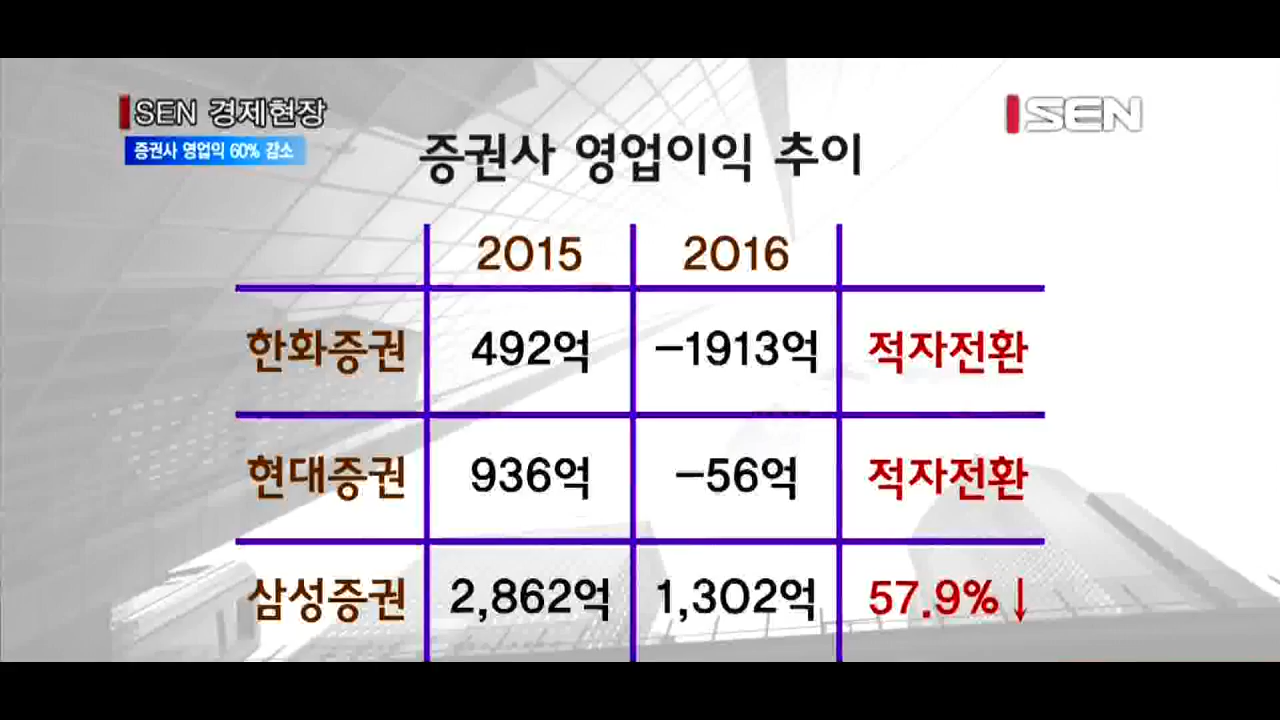 SEN 경제현장
SEN
증권사 영업익 60% 감소
증권사 영업이익 추이
2015 2016
한화증권 492억 -1913억 적자전환
현대증권 936억 -56억 적자전환
삼성증권 2,862억 1,302억 57.9%↓